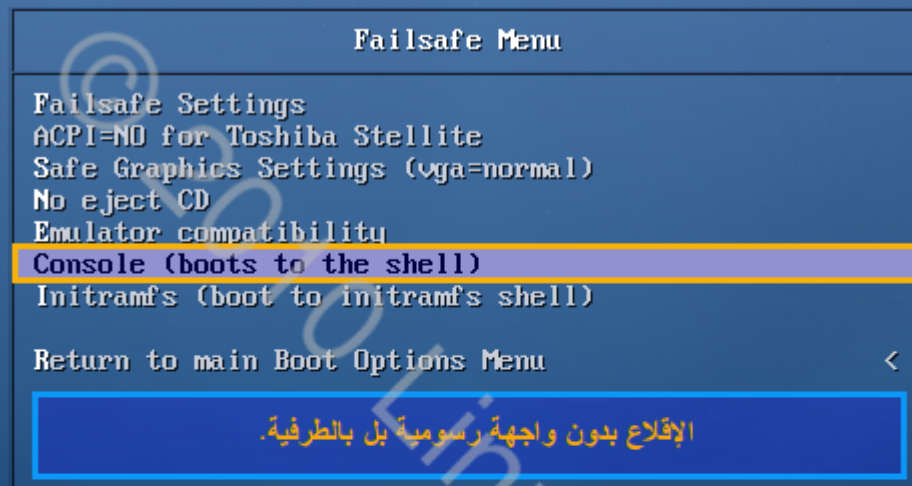 Failsafe Menu
Failsafe Settings
ACPI=NO for Toshiba Stellite
Safe Graphics Settings (vga=normal)
No eject CD
Emulator compatibility
Console (boots to the shell)
Initramfs (boot to initramfs shell)
Return to main Boot Options Menu <
الإقلاع بدون واجهة رسومية بل بالطرفية.
© 2010 Lin